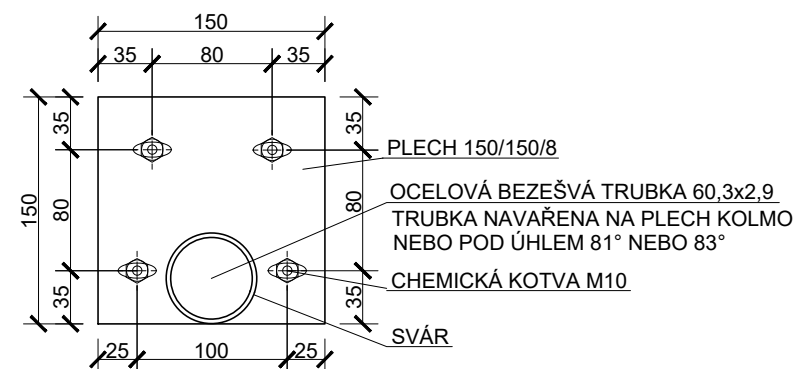 150
35 80 35
35
35
PLECH 150/150/8
150
80
80
OCELOVÁ BEZEŠVÁ TRUBKA 60,3x2,9
TRUBKA NAVAŘENA NA PLECH KOLMO
NEBO POD ÚHLEM 81° NEBO 83°
CHEMICKÁ KOTVA M10
35
35
SVÁR
25 100 25